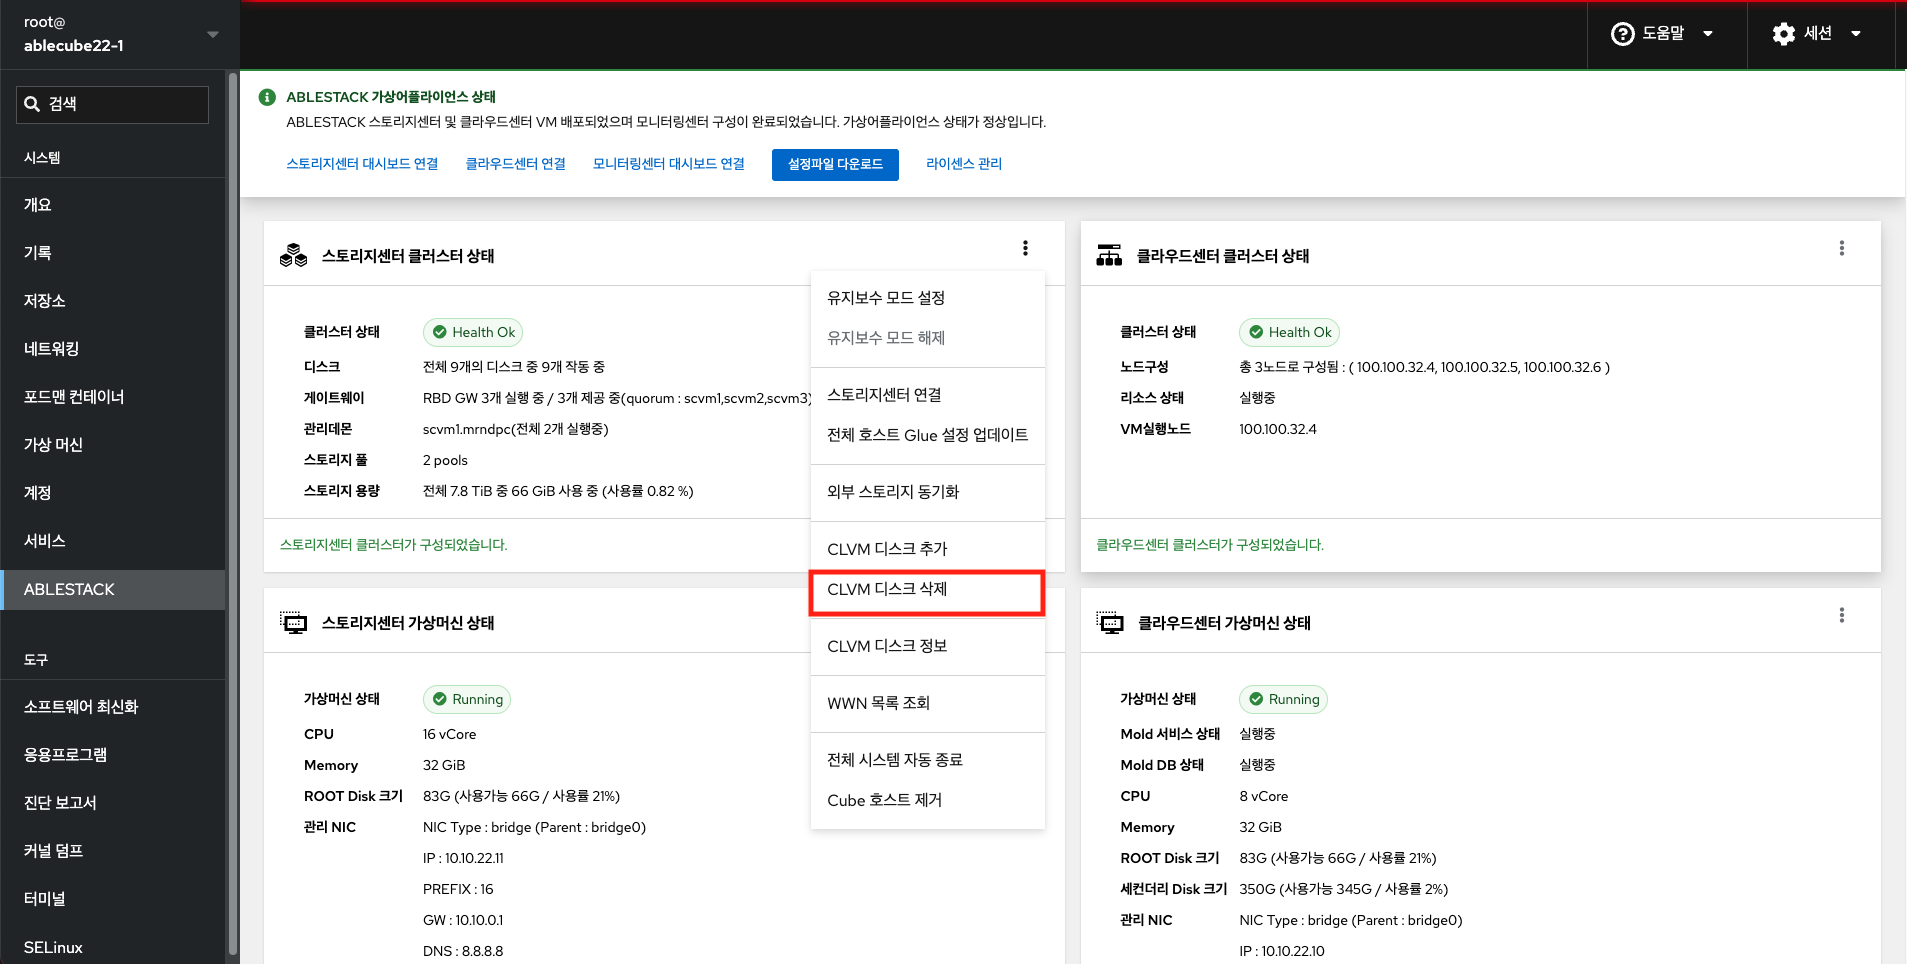 root@
ablecube22-1
도움말
세션
검색
시스템
개요
기록
저장소
네트워킹
포드맨 컨테이너
가상 머신
계정
서비스
ABLESTACK
도구
소프트웨어 최신화
응용프로그램
진단 보고서
커널 덤프
터미널
SELinux
ABLESTACK 가상어플라이언스 상태
ABLESTACK 스토리지센터 및 클라우드센터 VM 배포되었으며 모니터링센터 구성이 완료되었습니다. 가상어플라이언스 상태가 정상입니다.
스토리지센터 대시보드 연결 클라우드센터 연결 모니터링센터 대시보드 연결 설정파일 다운로드 라이센스 관리
스토리지센터 클러스터 상태
클러스터 상태 Health Ok
디스크 전체 9개의 디스크 중 9개 작동 중
게이트웨이 RBD GW 3개 실행 중 / 3개 제공 중(quorum : scvm1,scvm2,scvm3)
관리데몬 scvm1.mrndpc(전체 2개 실행중)
스토리지 풀 2 pools
스토리지 용량 전체 7.8 TiB 중 66 GiB 사용 중 (사용률 0.82 %)
스토리지센터 클러스터가 구성되었습니다.
유지보수 모드 설정
유지보수 모드 해제
스토리지센터 연결
전체 호스트 Glue 설정 업데이트
외부 스토리지 동기화
CLVM 디스크 추가
CLVM 디스크 삭제
CLVM 디스크 정보
WWN 목록 조회
전체 시스템 자동 종료
Cube 호스트 제거
클라우드센터 클러스터 상태
클러스터 상태 Health Ok
노드구성 총 3노드로 구성됨 : ( 100.100.32.4, 100.100.32.5, 100.100.32.6 )
리소스 상태 실행중
VM실행노드 100.100.32.4
클라우드센터 클러스터가 구성되었습니다.
스토리지센터 가상머신 상태
가상머신 상태 Running
CPU 16 vCore
Memory 32 GiB
ROOT Disk 크기 83G (사용가능 66G / 사용률 21%)
관리 NIC NIC Type : bridge (Parent : bridge0)
IP : 10.10.22.11
PREFIX : 16
GW : 10.10.0.1
DNS : 8.8.8.8
클라우드센터 가상머신 상태
가상머신 상태 Running
Mold 서비스 상태 실행중
Mold DB 상태 실행중
CPU 8 vCore
Memory 32 GiB
ROOT Disk 크기 83G (사용가능 66G / 사용률 21%)
세컨더리 Disk 크기 350G (사용가능 345G / 사용률 2%)
관리 NIC NIC Type : bridge (Parent : bridge0)
IP : 10.10.22.10